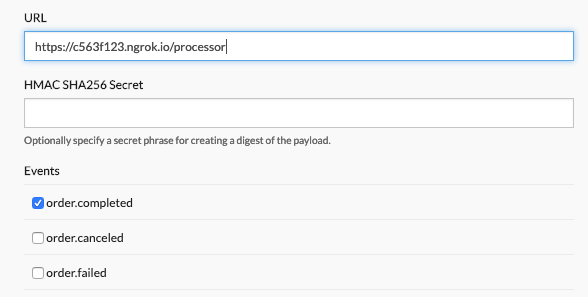 URL
https://c563f123.ngrok.io/processor
HMAC SHA256 Secret
Optionally specify a secret phrase for creating a digest of the payload.
Events
order.completed
order.canceled
order.failed